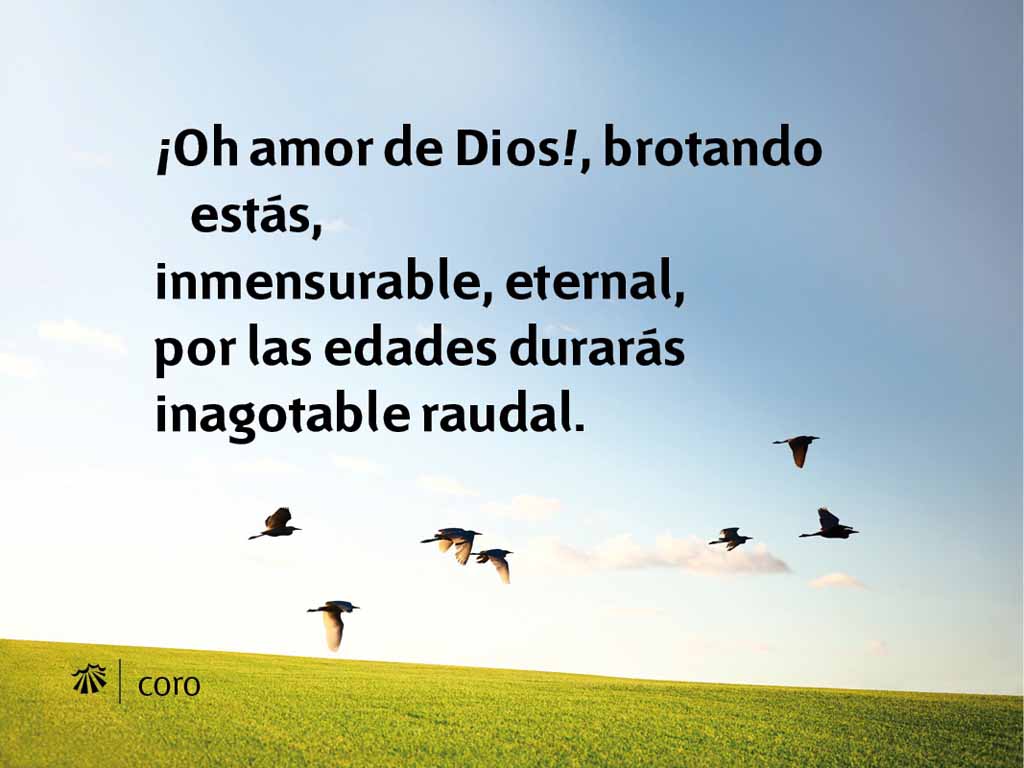 ¡Oh amor de Dios!, brotando
estás,
inmensurable, eternal,
por las edades durarás
inagotable raudal.
coro